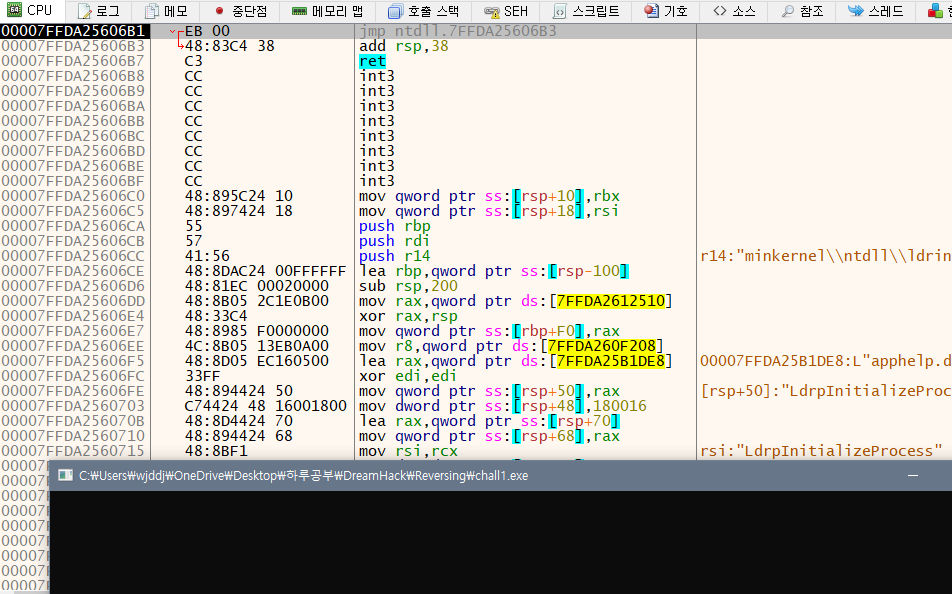 CPU 로그 메모 중단점 메모리 맵 호출 스택 SEH 스크립트 기호 소스 참조 스레드
00007FFDA25606B1 EB 00 jmp ntdll.7FFDA25606B3
00007FFDA25606B3 48:83C4 38 add rsp,38
00007FFDA25606B7 C3 ret
00007FFDA25606B8 CC int3
00007FFDA25606B9 CC int3
00007FFDA25606BA CC int3
00007FFDA25606BB CC int3
00007FFDA25606BC CC int3
00007FFDA25606BD CC int3
00007FFDA25606BE CC int3
00007FFDA25606BF CC int3
00007FFDA25606C0 48:895C24 10 mov qword ptr ss:[rsp+10],rbx
00007FFDA25606C5 48:897424 18 mov qword ptr ss:[rsp+18],rsi
00007FFDA25606CA 55 push rbp
00007FFDA25606CB 57 push rdi
00007FFDA25606CC 41:56 push r14 r14:"minkernel\\ntdll\\ldrin
00007FFDA25606CE 48:8DAC24 00FFFFFF lea rbp,qword ptr ss:[rsp-100]
00007FFDA25606D6 48:81EC 00020000 sub rsp,200
00007FFDA25606DD 48:8B05 2C1E0B00 mov rax,qword ptr ds:[7FFDA2612510]
00007FFDA25606E4 48:33C4 xor rax,rsp
00007FFDA25606E7 48:8985 F0000000 mov qword ptr ss:[rbp+F0],rax
00007FFDA25606EE 4C:8B05 13EB0A00 mov r8,qword ptr ds:[7FFDA260F208]
00007FFDA25606F5 48:8D05 EC160500 lea rax,qword ptr ds:[7FFDA25B1DE8] 00007FFDA25B1DE8:L"apphelp.d
00007FFDA25606FC 33FF xor edi,edi
00007FFDA25606FE 48:894424 50 mov qword ptr ss:[rsp+50],rax [rsp+50]:"LdrpInitializeProc
00007FFDA2560703 C74424 48 16001800 mov dword ptr ss:[rsp+48],180016
00007FFDA256070B 48:8D4424 70 lea rax,qword ptr ss:[rsp+70]
00007FFDA2560710 48:894424 68 mov qword ptr ss:[rsp+68],rax
00007FFDA2560715 48:8BF1 mov rsi,rcx rsi:"LdrpInitializeProcess"
C:₩Users₩wjddj₩OneDrive₩Desktop₩하루공부₩DreamHack₩Reversing₩chall1.exe